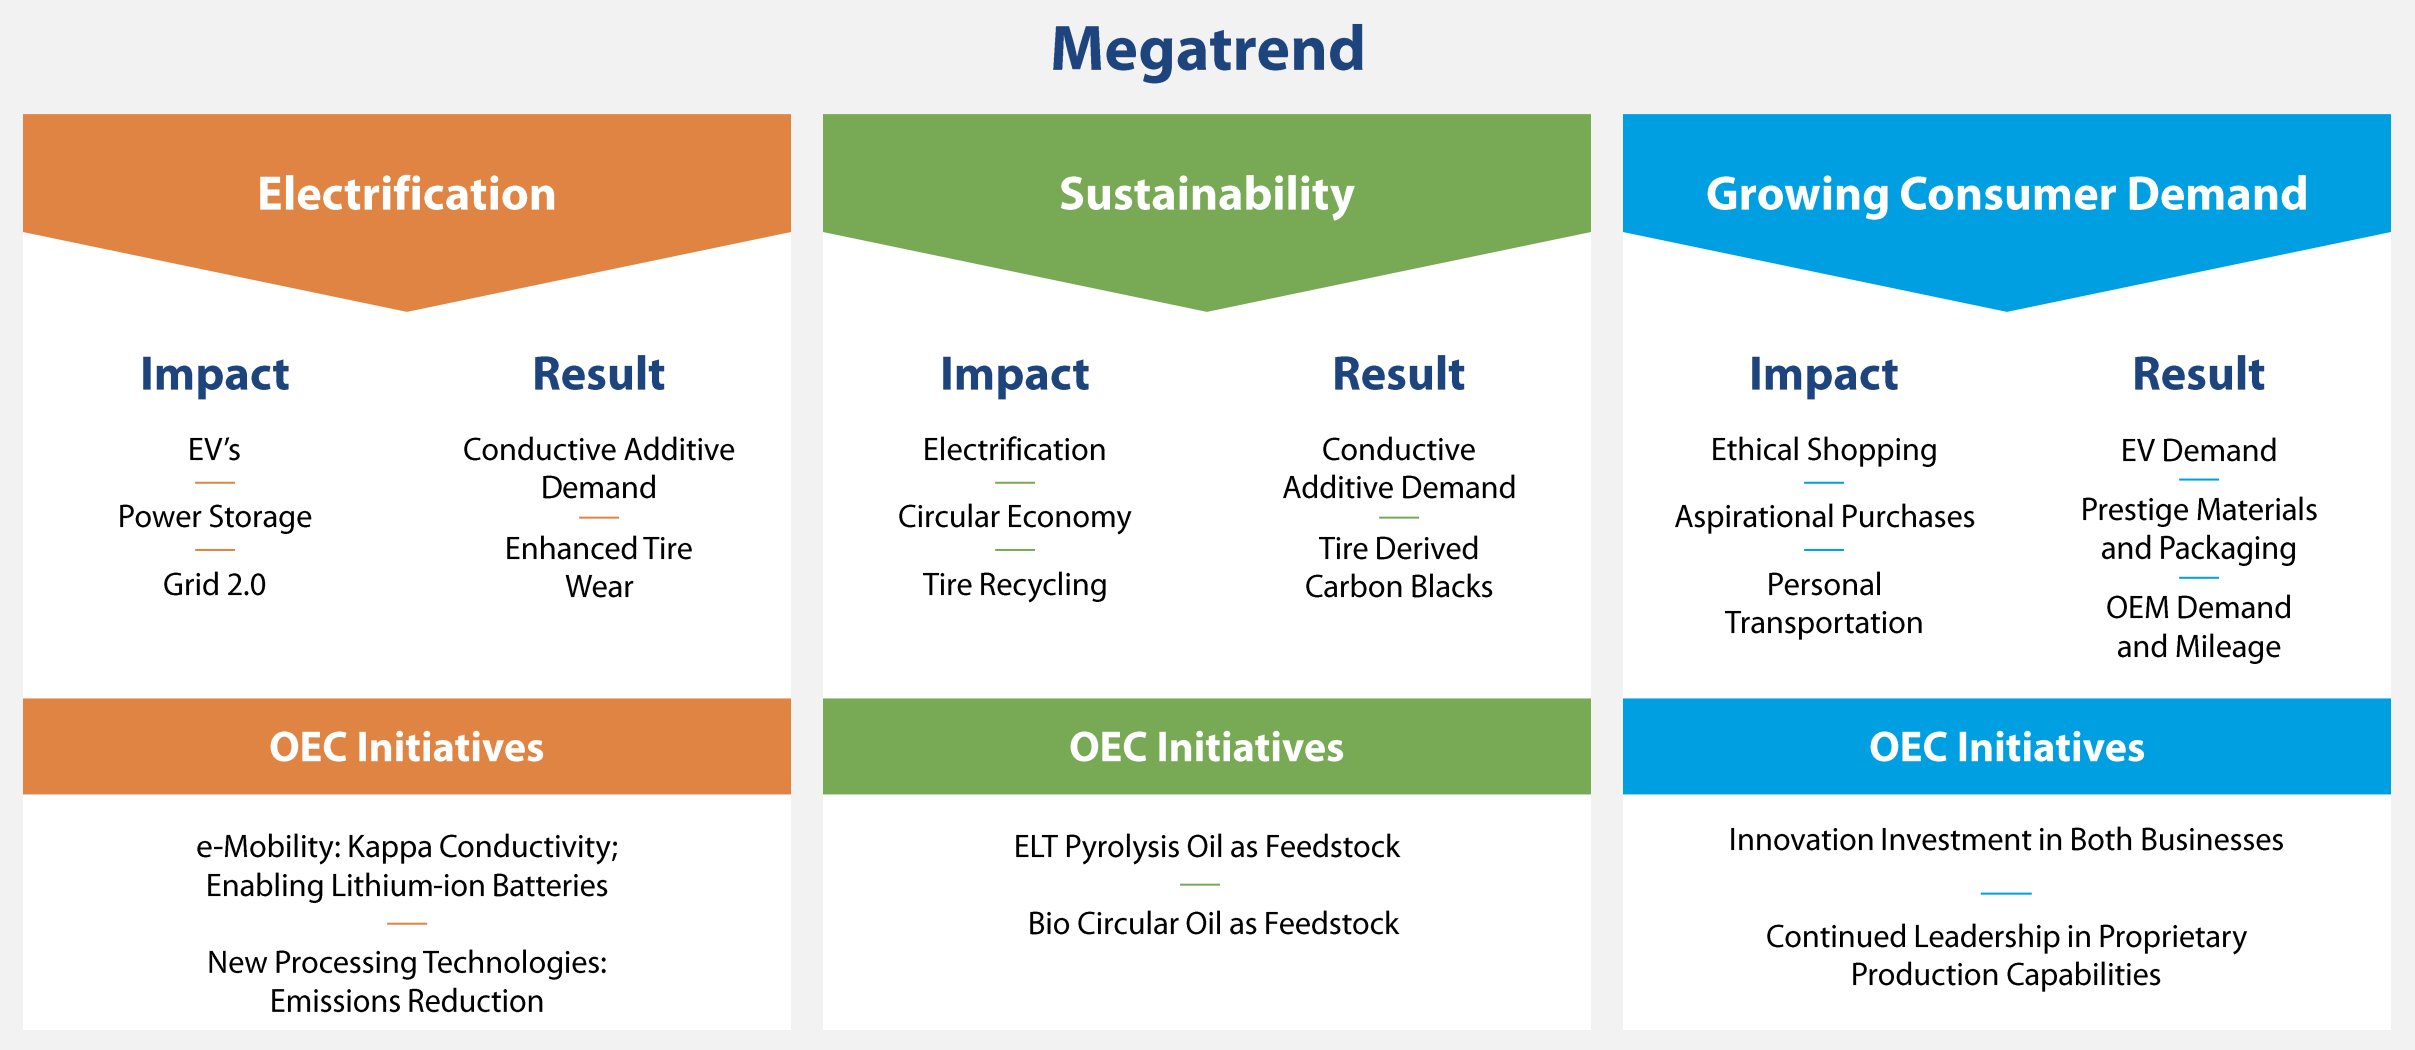 Megatrend
Electrification
Impact
EV’s
Power Storage
Grid 2.0
Result
Conductive Additive
Demand
Enhanced Tire
Wear
OEC Initiatives
e-Mobility: Kappa Conductivity;
Enabling Lithium-ion Batteries
New Processing Technologies:
Emissions Reduction
Sustainability
Impact
Electrification
Circular Economy
Tire Recycling
Result
Conductive
Additive Demand
Tire Derived
Carbon Blacks
OEC Initiatives
ELT Pyrolysis Oil as Feedstock
Bio Circular Oil as Feedstock
Growing Consumer Demand
Impact
Ethical Shopping
Aspirational Purchases
Personal
Transportation
Result
EV Demand
Prestige Materials
and Packaging
OEM Demand
and Mileage
OEC Initiatives
Innovation Investment in Both Businesses
Continued Leadership in Proprietary
Production Capabilities